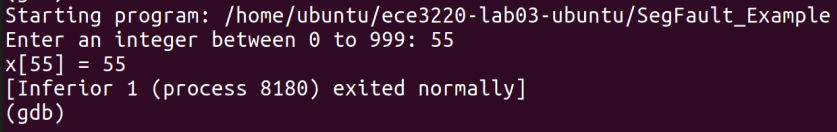 Starting program: /home/ubuntu/ece3220-lab03-ubuntu/SegFault_Example
Enter an integer between 0 to 999: 55
x[55] = 55
[Inferior 1 (process 8180) exited normally]
(gdb)